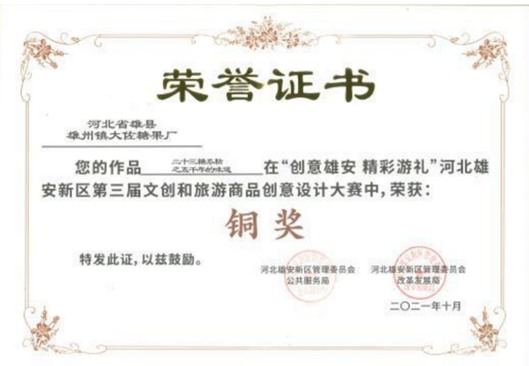 荣誉证书
河北省雄县
雄州镇大佐糖果厂
您的作品 二十三糖瓜粘 在“创意雄安 精彩游礼”河北雄
之五千年的味道
安新区第三届文创和旅游商品创意设计大赛中,荣获:
铜奖
特发此证,以兹鼓励。
河北雄安新区管理委员会 河北雄安新区管理委员会
公共服务局 改革发展局
二〇二一年十月